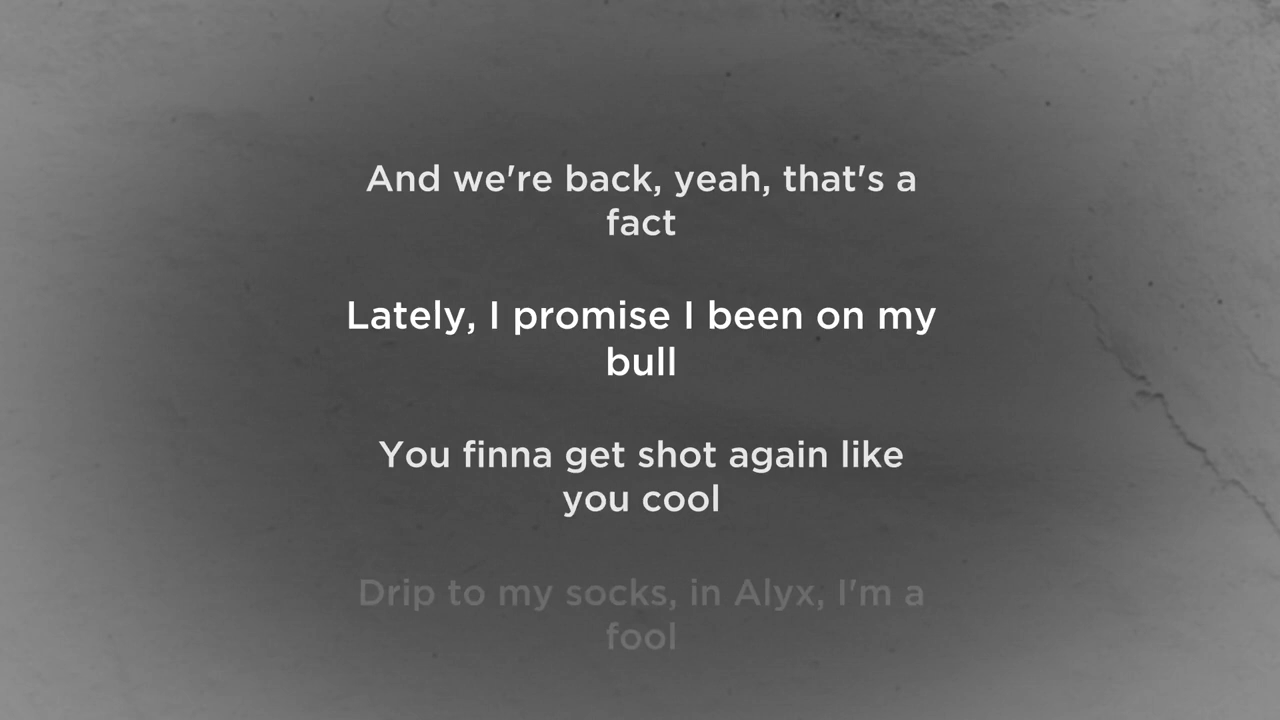 And we're back, yeah, that's a
fact
Lately, I promise I been on my
bull
You finna get shot again like
you cool
Drip to my socks, in Alyx, I'm a
fool